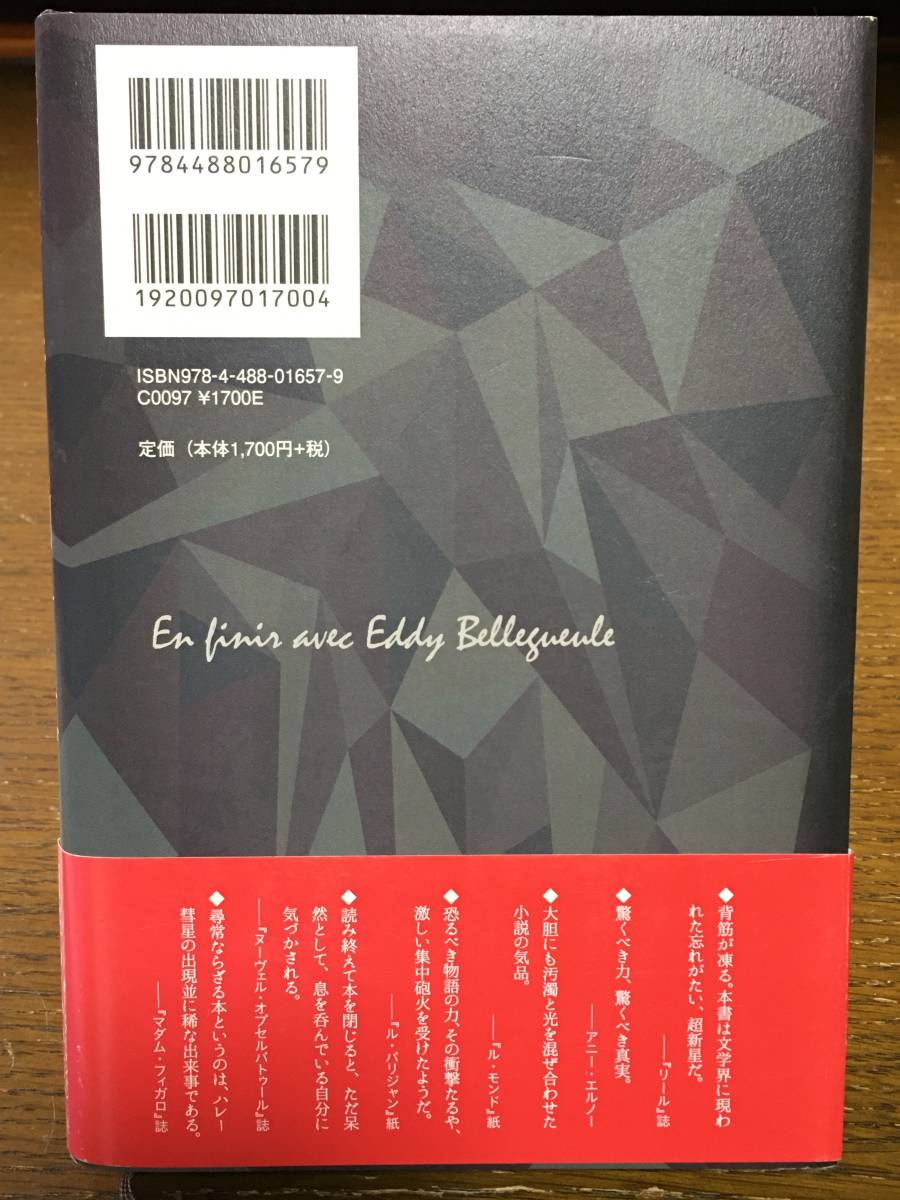 9784488016579
1920097017004
ISBN978-4-488-01657-9
C0097 ¥1700E
定価（本体1,700円+税）
En finir avec Eddy Bellegueule
◆背筋が凍る。本書は文学界に現わ
れた忘れがたい、超新星だ。
――『リール』誌
◆驚くべき力、驚くべき真実。
――アニー・エルノー
◆大胆にも汚濁と光を混ぜ合わせた
小説の気品。
――『ル・モンド』紙
◆恐るべき物語の力、その衝撃たるや、
激しい集中砲火を受けたようだ。
――『ル・パリジャン』紙
◆読み終えて本を閉じると、ただ呆
然として、息を呑んでいる自分に
気づかされる。
――『ヌーヴェル・オプセルバトゥール』誌
◆尋常ならざる本というのは、ハレー
彗星の出現並に稀な出来事である。
――『マダム・フィガロ』誌